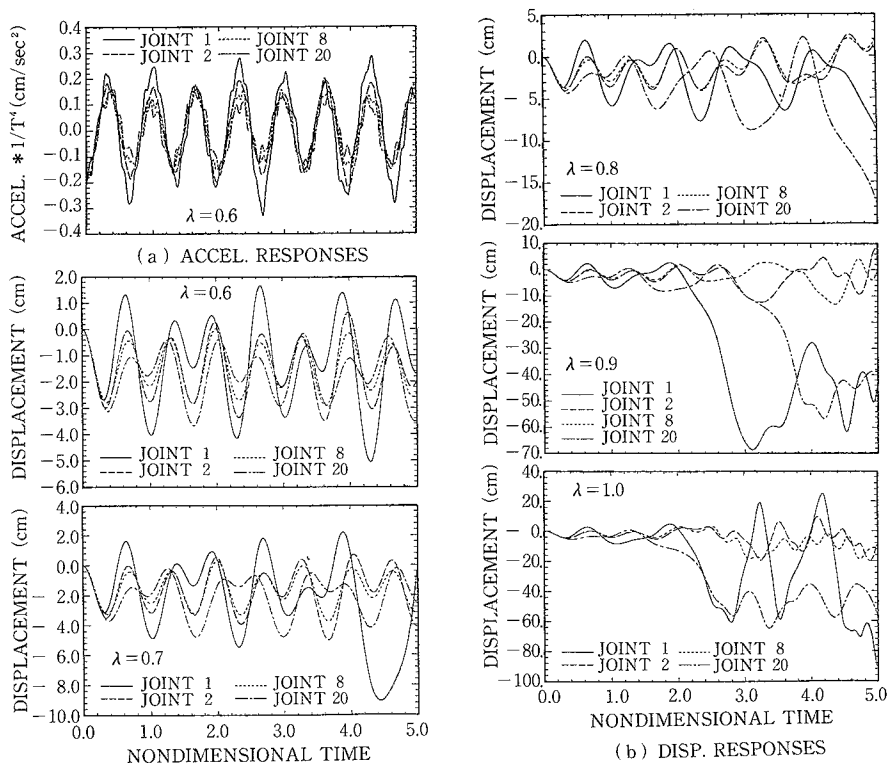 0.4
0.3
0.2
0.1
0.0
−0.1
−0.2
−0.3
−0.4
ACCEL. ∗1/T⁴ (cm/sec²)
JOINT 1 JOINT 8
JOINT 2 JOINT 20
λ=0.6
(a) ACCEL. RESPONSES
2.0
1.0
0.0
−1.0
−2.0
−3.0
−4.0
−5.0
−6.0
DISPLACEMENT (cm)
λ=0.6
JOINT 1 JOINT 8
JOINT 2 JOINT 20
4.0
2.0
0.0
−
2.0
−
4.0
−
6.0
−
8.0
−10.0
DISPLACEMENT (cm)
λ=0.7
JOINT 1 JOINT 8
JOINT 2 JOINT 20
0.0 1.0 2.0 3.0 4.0 5.0
NONDIMENSIONAL TIME
5
0
−5
−10
−15
−20
DISPLACEMENT (cm)
λ=0.8
JOINT 1 JOINT 8
JOINT 2 JOINT 20
10.
0.
−10.
−20.
−30.
−40.
−50.
−60.
−70.
DISPLACEMENT (cm)
λ=0.9
JOINT 1
JOINT 2
JOINT 8
JOINT 20
40.
20.
−0.
−20.
−40.
−60.
−80.
−100.
DISPLACEMENT (cm)
λ=1.0
JOINT 1 JOINT 8
JOINT 2 JOINT 20
0.0 1.0 2.0 3.0 4.0 5.0
NONDIMENSIONAL TIME
(b) DISP. RESPONSES